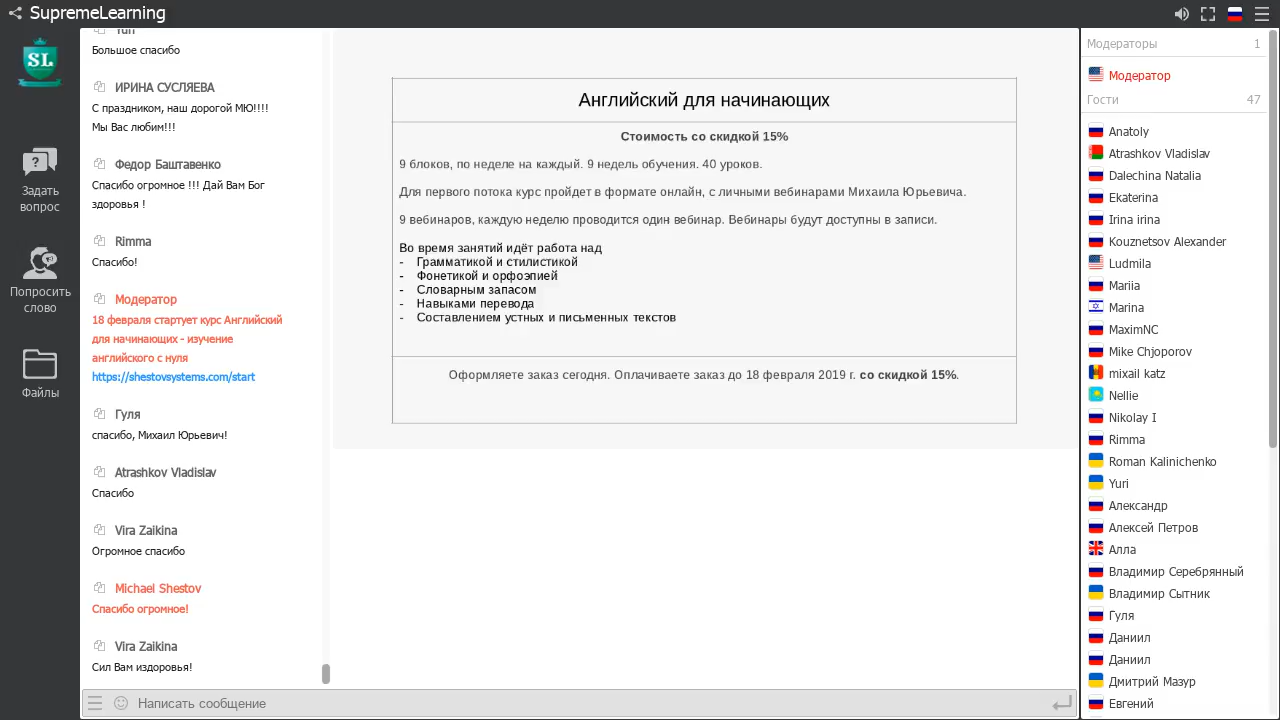 SupremeLearning
SL
Задать
вопрос
Попросить
слово
Файлы
Yuri
Большое спасибо
ИРИНА СУСЛЯЕВА
С праздником, наш дорогой МЮ!!!!
Мы Вас любим!!!
Федор Баштавенко
Спасибо огромное !!! Дай Вам Бог
здоровья !
Rimma
Спасибо!
Модератор
18 февраля стартует курс Английский
для начинающих - изучение
английского с нуля
https://shestovsystems.com/start
Гуля
спасибо, Михаил Юрьевич!
Atrashkov Vladislav
Спасибо
Vira Zaikina
Огромное спасибо
Michael Shestov
Спасибо огромное!
Vira Zaikina
Сил Вам издоровья!
Написать сообщение
Английский для начинающих
Стоимость со скидкой 15%
9 блоков, по неделе на каждый. 9 недель обучения. 40 уроков.
Для первого потока курс пройдет в формате онлайн, с личными вебинарами Михаила Юрьевича.
9 вебинаров, каждую неделю проводится один вебинар. Вебинары будут доступны в записи.
Во время занятий идёт работа над
- Грамматикой и стилистикой
Фонетикой и орфоэпией
Словарным запасом
Навыками перевода
Составлением устных и письменных текстов
Оформляете заказ сегодня. Оплачиваете заказ до 18 февраля 2019 г. со скидкой 15%.
Модераторы 1
Модератор
Гости 47
Anatoly
Atrashkov Vladislav
Dalechina Natalia
Ekaterina
Irina irina
Kouznetsov Alexander
Ludmila
Mariia
Marina
MaximNC
Mike Chjoporov
mixail katz
Nellie
Nikolay I
Rimma
Roman Kalinichenko
Yuri
Александр
Алексей Петров
Алла
Владимир Серебрянный
Владимир Сытник
Гуля
Даниил
Даниил
Дмитрий Мазур
Евгений